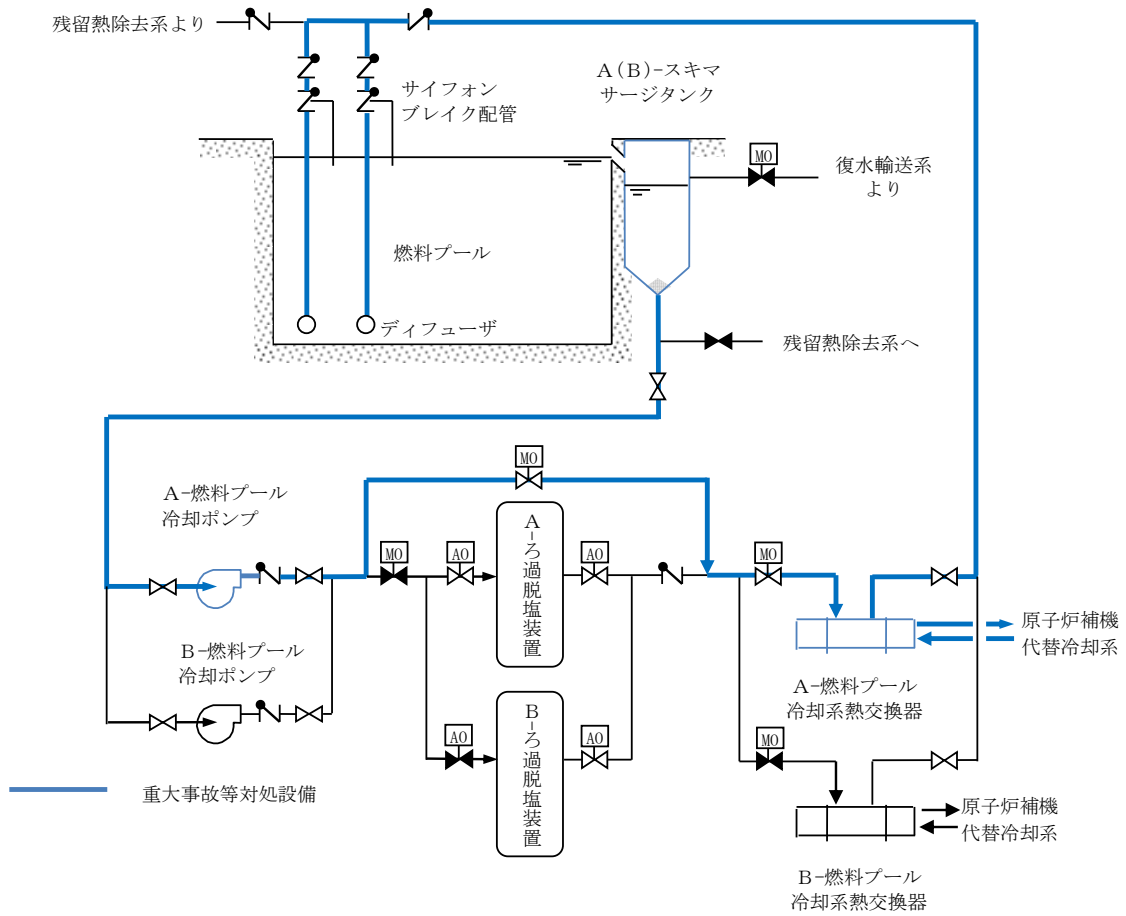 残留熱除去系より
サイフォン
ブレイク配管
A(B)-スキマ
サージタンク
MO
復水輸送系
より
燃料プール
ディフューザ
残留熱除去系へ
MO
A-燃料プール
冷却ポンプ
MO
AO
A-ろ過脱塩装置
AO
MO
原子炉補機
代替冷却系
B-燃料プール
冷却ポンプ
A-燃料プール
冷却系熱交換器
AO
B-ろ過脱塩装置
AO
MO
重大事故等対処設備
原子炉補機
代替冷却系
B-燃料プール
冷却系熱交換器